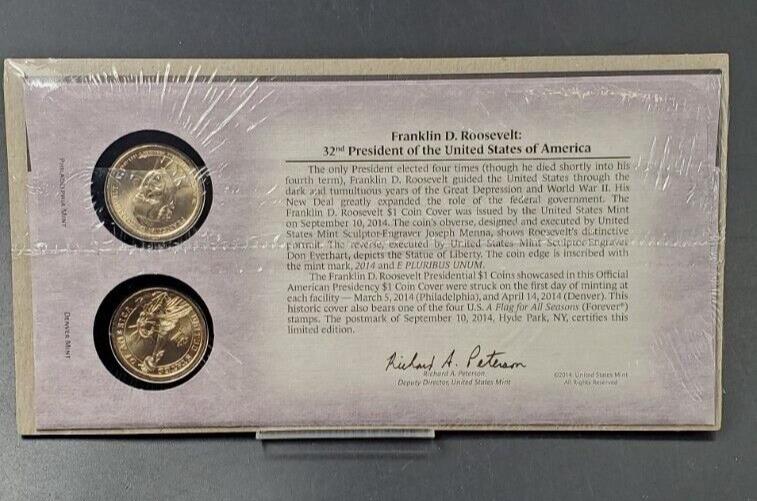 Franklin D. Roosevelt:
32nd President of the United States of America
The only President elected four times (though he died shortly into his
fourth term), Franklin D. Roosevelt guided the United States through the
dark and tumultuous years of the Great Depression and World War II. His
New Deal greatly expanded the role of the federal government. The
Franklin D. Roosevelt $1 Coin Cover was issued by the United States Mint
on September 10, 2014. The coin's obverse, designed and executed by United
States Mint Sculptor-Engraver Joseph Menna, shows Roosevelt's distinctive
portrait. The reverse, executed by United States Mint Sculptor-Engraver
Don Everhart, depicts the Statue of Liberty. The coin edge is inscribed with
the mint mark, 2014 and E PLURIBUS UNUM.
The Franklin D. Roosevelt Presidential $1 Coins showcased in this Official
American Presidency $1 Coin Cover were struck on the first day of minting at
each facility — March 5, 2014 (Philadelphia), and April 14, 2014 (Denver). This
historic cover also bears one of the four U.S. A Flag for All Seasons (Forever®)
stamps. The postmark of September 10, 2014, Hyde Park, NY, certifies this
limited edition.
Richard A. Peterson
Richard A. Peterson
Deputy Director, United States Mint
©2014 United States Mint
All Rights Reserved
PHILADELPHIA MINT
DENVER MINT